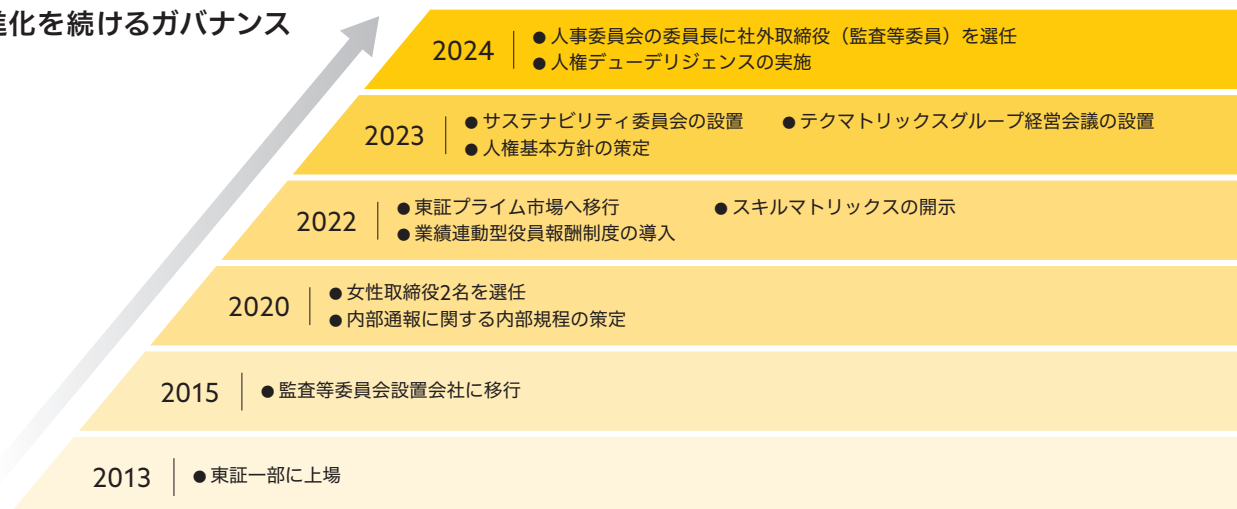 進化を続けるガバナンス
2024
●人事委員会の委員長に社外取締役（監査等委員）を選任
●人権デューデリジェンスの実施
2023
●サステナビリティ委員会の設置 ●テクマトリックスグループ経営会議の設置
●人権基本方針の策定
2022
●東証プライム市場へ移行 ●スキルマトリックスの開示
●業績連動型役員報酬制度の導入
2020
●女性取締役2名を選任
●内部通報に関する内部規程の策定
2015
●監査等委員会設置会社に移行
2013
●東証一部に上場